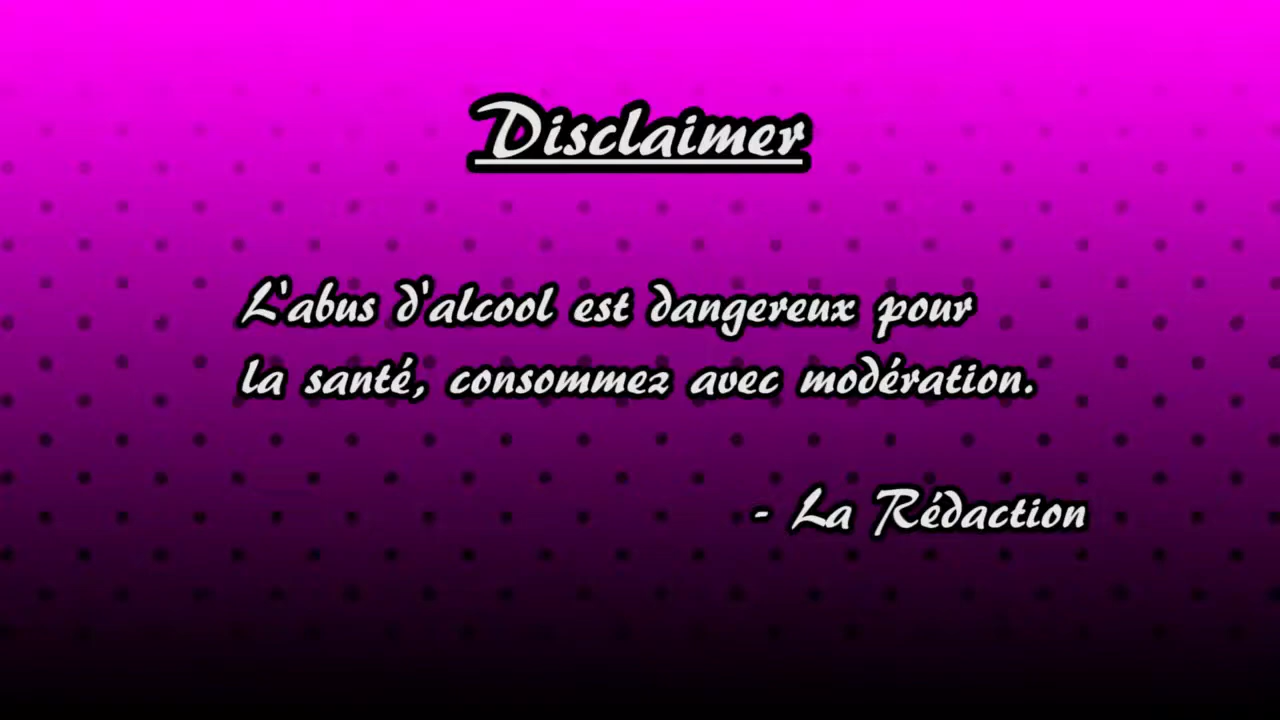 Disclaimer
L'abus d'alcool est dangereux pour
la santé, consommez avec modération.
- La Rédaction